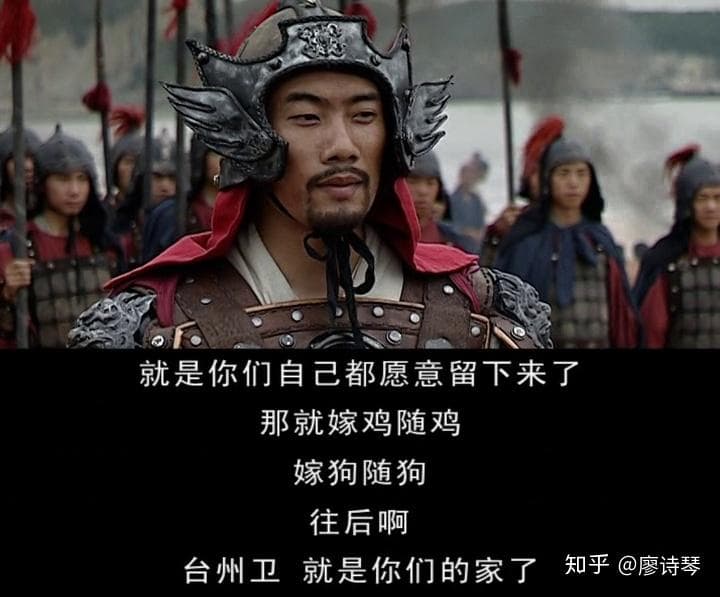 就是你们自己都愿意留下来了
那就嫁鸡随鸡
嫁狗随狗
往后啊
台州卫 就是你们的家了
知乎 @廖诗琴